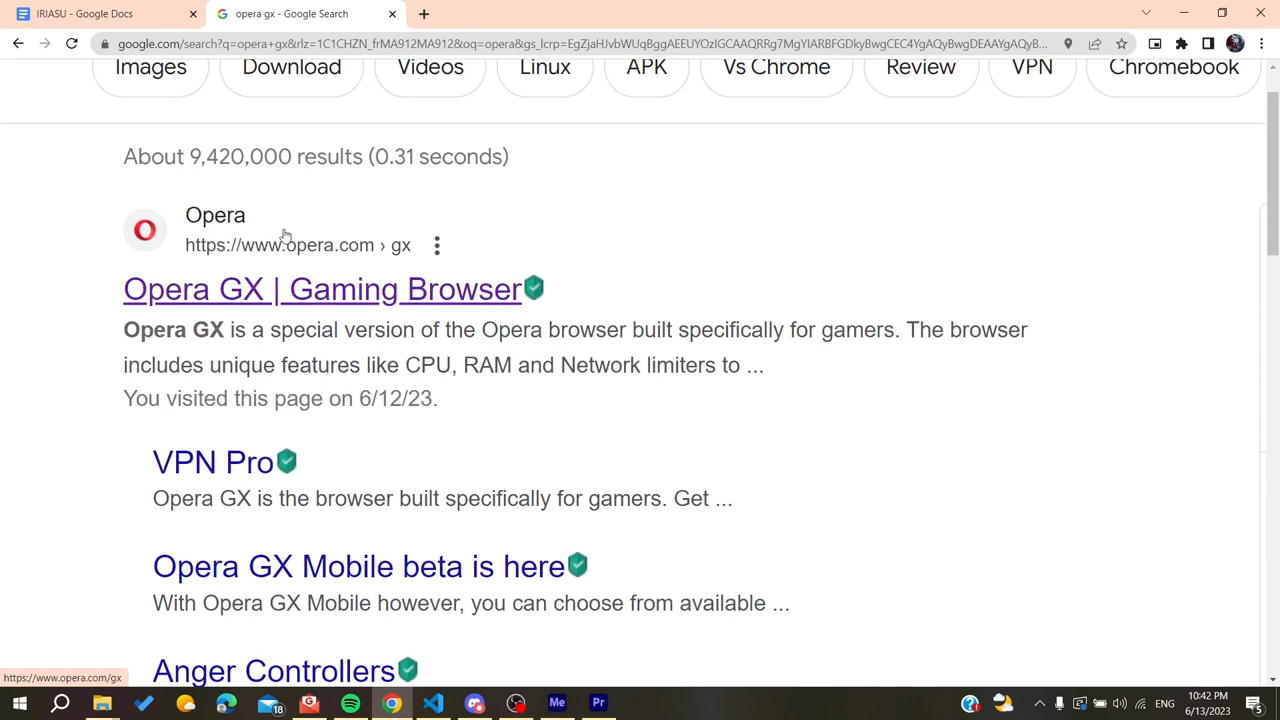 IRIASU - Google Docs
opera gx - Google Search
google.com/search?q=opera+gx&rlz=1C1CHZN_frMA912MA912&oq=opera&gs_lcrp=EgZjaHJvbWUqBggAEEUYOzIGCAAQRRg7MgYIARBFGDkyBwgCEC4YgAQyBwgDEAAYgAQyB...
Images
Download
Videos
Linux
APK
Vs Chrome
Review
VPN
Chromebook
About 9,420,000 results (0.31 seconds)
Opera
https://www.opera.com › gx
Opera GX | Gaming Browser
Opera GX is a special version of the Opera browser built specifically for gamers. The browser
includes unique features like CPU, RAM and Network limiters to ...
You visited this page on 6/12/23.
VPN Pro
Opera GX is the browser built specifically for gamers. Get ...
Opera GX Mobile beta is here
With Opera GX Mobile however, you can choose from available ...
Anger Controllers
https://www.opera.com/gx
18
Me
Pr
ENG
10:42 PM
6/13/2023
5